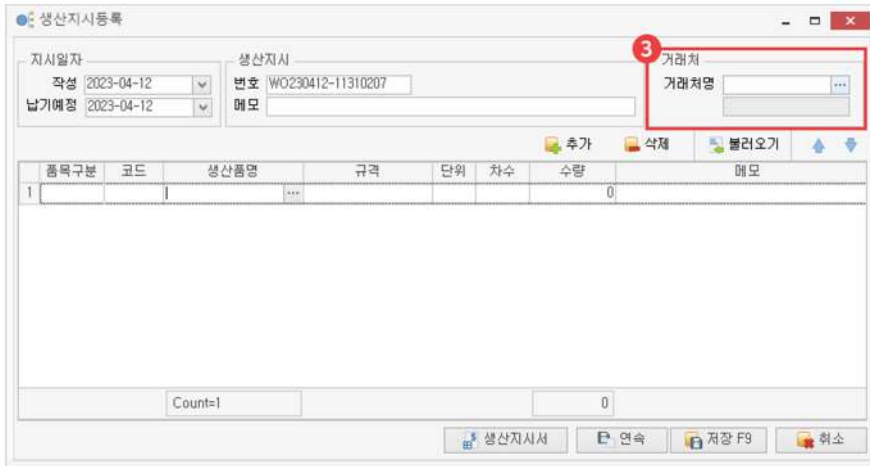 생산지시등록
3
지시일자 생산지시 거래처
작성 2023-04-12 번호 WO230412-11310207 거래처명 ...
납기예정 2023-04-12 메모
추가 삭제 불러오기
품목구분 코드 생산품명 규격 단위 차수 수량 메모
1 ... 0
Count=1 0
생산지시서 연속 저장 F9 취소